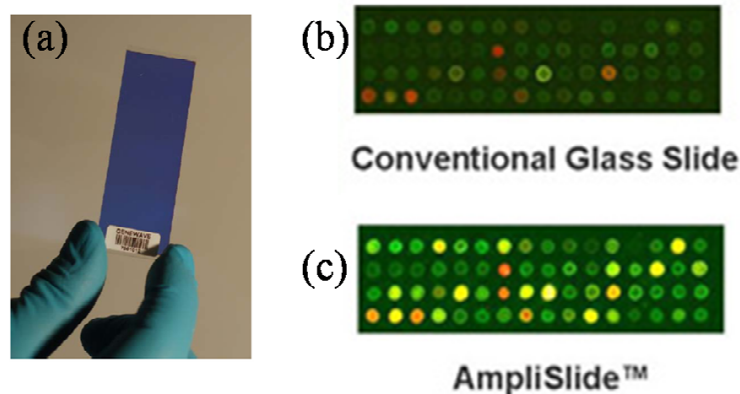 (a)
GENEWAVE
(b)
Conventional Glass Slide
(c)
AmpliSlide™